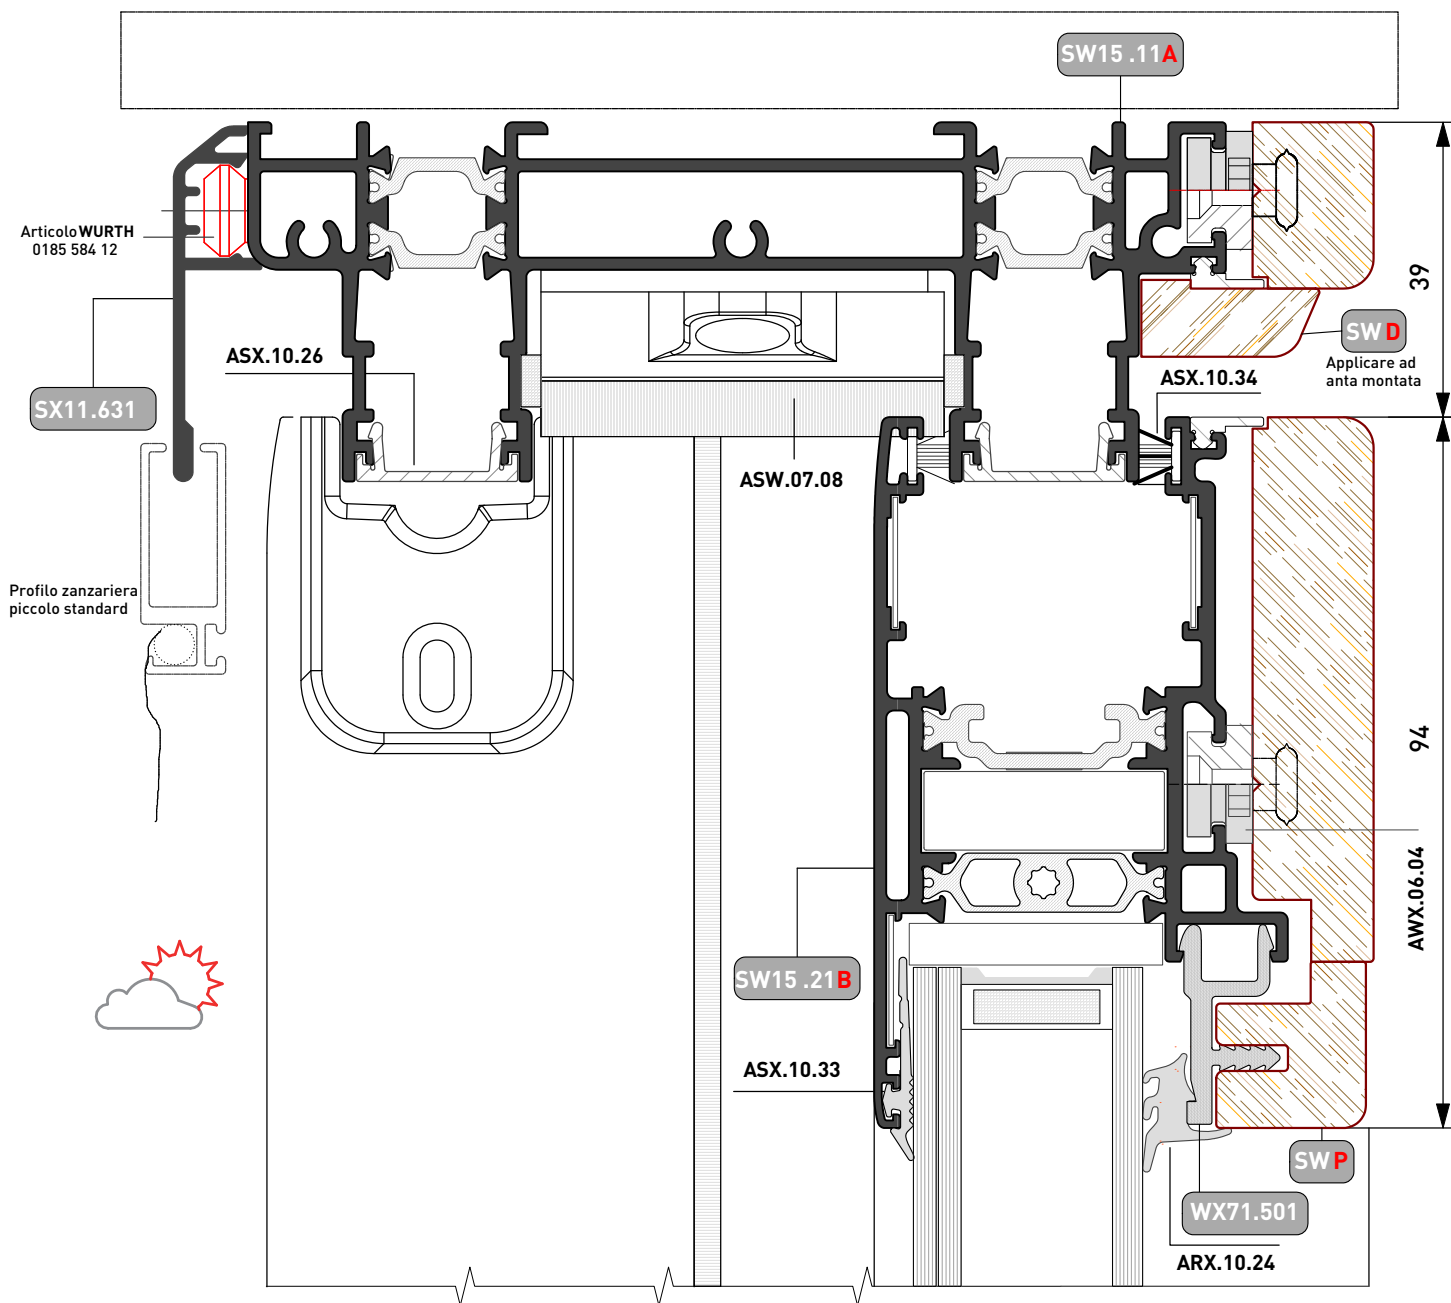 SW15 .11A
Articolo WURTH
0185 584 12
39
SW D
Applicare ad
anta montata
ASX.10.26
ASX.10.34
SX11.631
ASW.07.08
Profilo zanzariera
piccolo standard
94
AWX.06.04
SW15 .21B
ASX.10.33
SW P
WX71.501
ARX.10.24